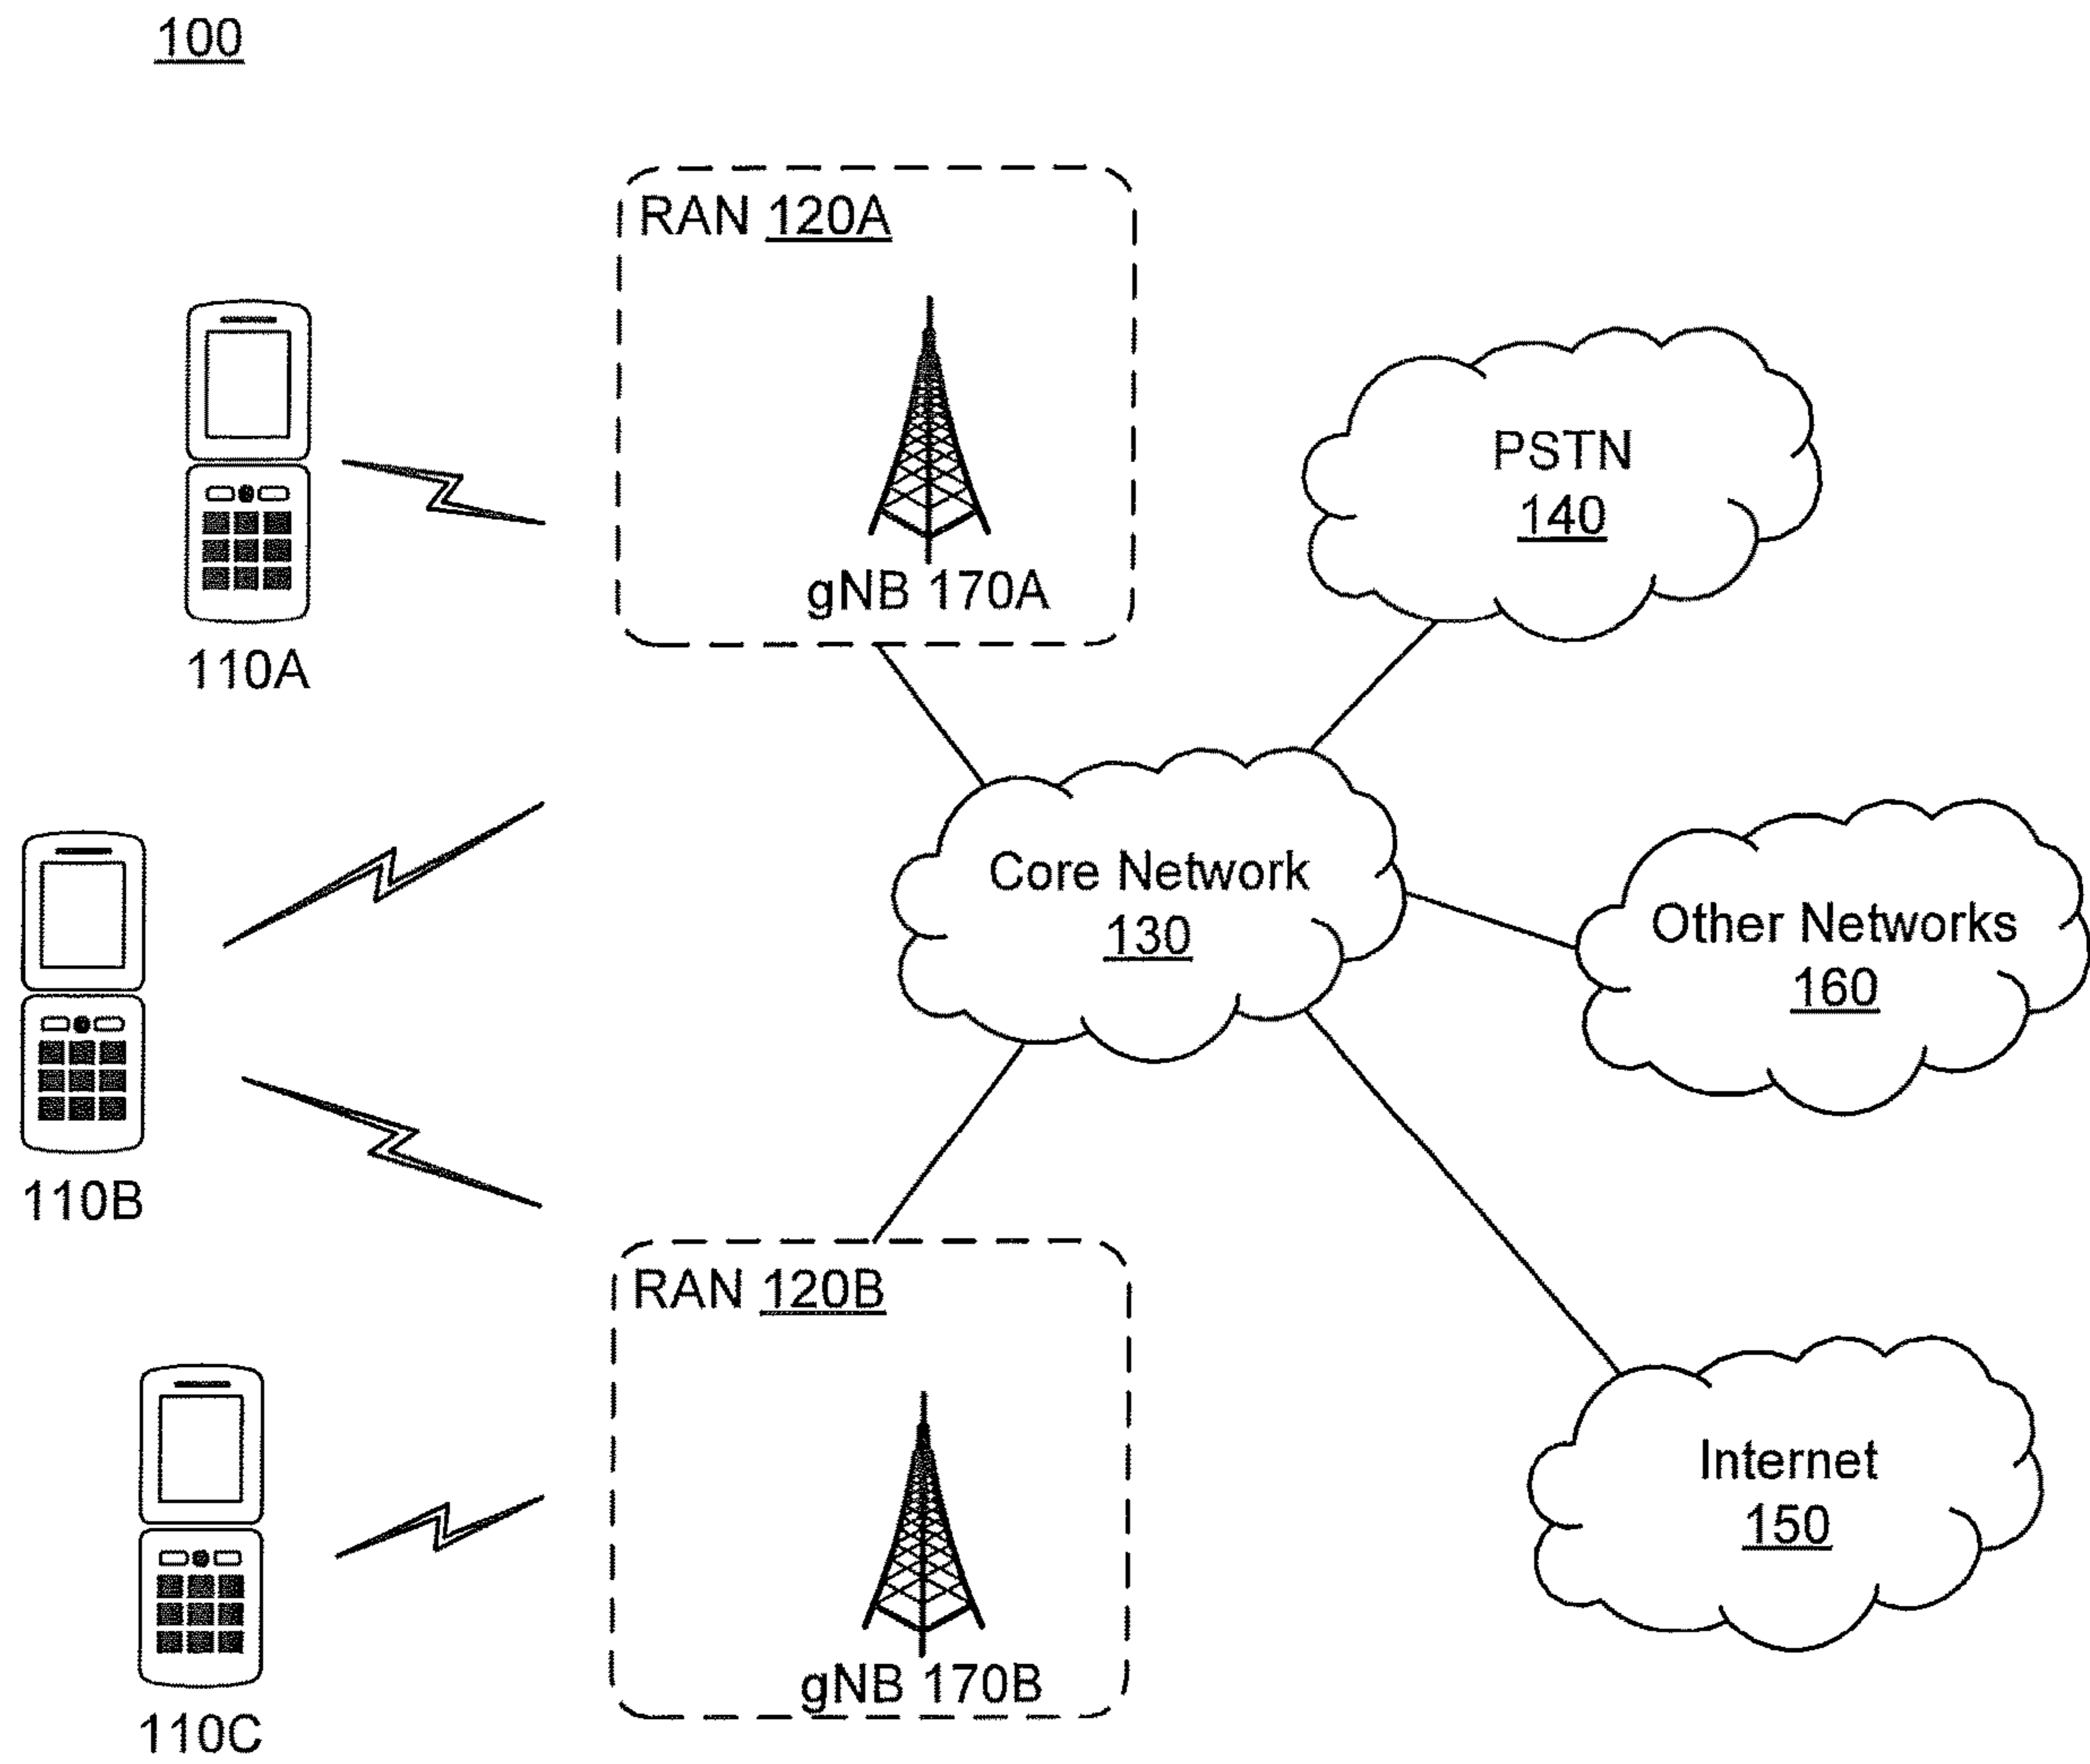 100
RAN 120A
gNB 170A
110A
PSTN
140
Core Network
130
Other Networks
160
110B
RAN 120B
gNB 170B
Internet
150
110C